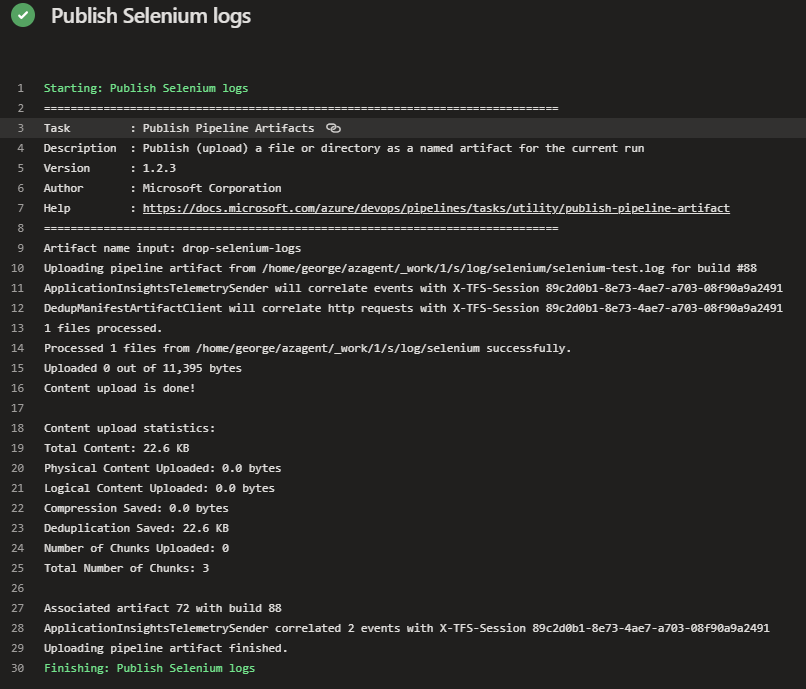 Publish Selenium logs
1 Starting: Publish Selenium logs
2 ==============================================================================
3 Task         : Publish Pipeline Artifacts
4 Description  : Publish (upload) a file or directory as a named artifact for the current run
5 Version      : 1.2.3
6 Author       : Microsoft Corporation
7 Help         : https://docs.microsoft.com/azure/devops/pipelines/tasks/utility/publish-pipeline-artifact
8 ==============================================================================
9 Artifact name input: drop-selenium-logs
10 Uploading pipeline artifact from /home/george/azagent/_work/1/s/log/selenium/selenium-test.log for build #88
11 ApplicationInsightsTelemetrySender will correlate events with X-TFS-Session 89c2d0b1-8e73-4ae7-a703-08f90a9a2491
12 DedupManifestArtifactClient will correlate http requests with X-TFS-Session 89c2d0b1-8e73-4ae7-a703-08f90a9a2491
13 1 files processed.
14 Processed 1 files from /home/george/azagent/_work/1/s/log/selenium successfully.
15 Uploaded 0 out of 11,395 bytes
16 Content upload is done!
17
18 Content upload statistics:
19 Total Content: 22.6 KB
20 Physical Content Uploaded: 0.0 bytes
21 Logical Content Uploaded: 0.0 bytes
22 Compression Saved: 0.0 bytes
23 Deduplication Saved: 22.6 KB
24 Number of Chunks Uploaded: 0
25 Total Number of Chunks: 3
26
27 Associated artifact 72 with build 88
28 ApplicationInsightsTelemetrySender correlated 2 events with X-TFS-Session 89c2d0b1-8e73-4ae7-a703-08f90a9a2491
29 Uploading pipeline artifact finished.
30 Finishing: Publish Selenium logs